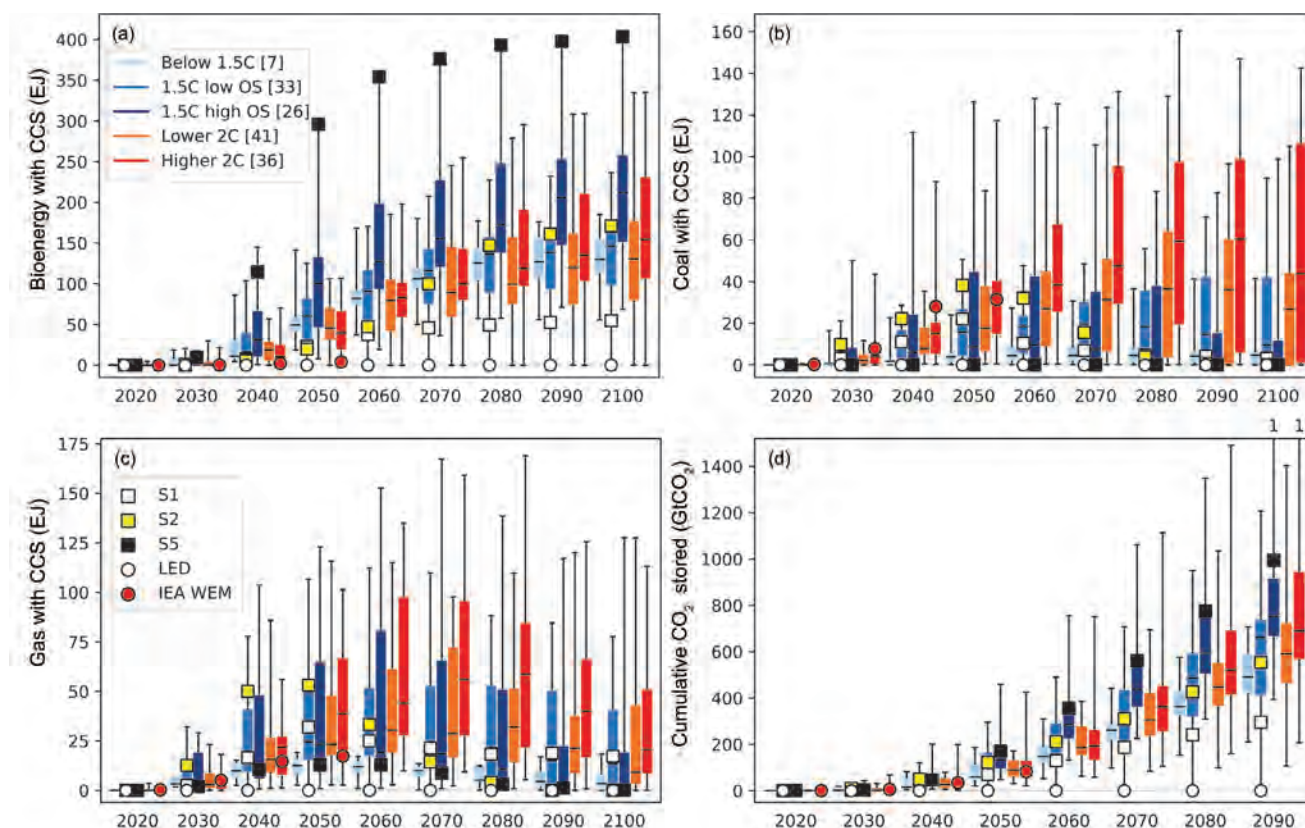 (a)
Bioenergy with CCS (EJ)
400
350
300
250
200
150
100
50
0
Below 1.5C [7]
1.5C low OS [33]
1.5C high OS [26]
Lower 2C [41]
Higher 2C [36]
2020 2030 2040 2050 2060 2070 2080 2090 2100
(b)
Coal with CCS (EJ)
160
140
120
100
80
60
40
20
0
2020 2030 2040 2050 2060 2070 2080 2090 2100
(c)
Gas with CCS (EJ)
175
150
125
100
75
50
25
0
S1
S2
S5
LED
IEA WEM
2020 2030 2040 2050 2060 2070 2080 2090 2100
1 1
(d)
Cumulative CO₂ stored (GtCO₂)
1400
1200
1000
800
600
400
200
0
2020 2030 2040 2050 2060 2070 2080 2090